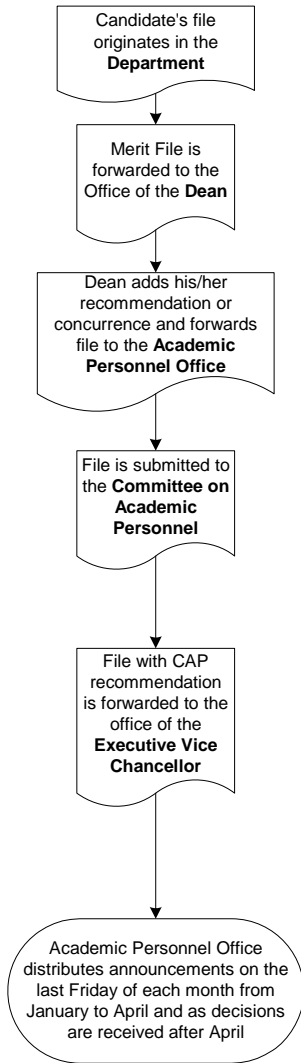 Candidate's file
originates in the
Department
Merit File is
forwarded to the
Office of the Dean
Dean adds his/her
recommendation or
concurrence and forwards
file to the Academic
Personnel Office
File is submitted to
the Committee on
Academic
Personnel
File with CAP
recommendation
is forwarded to the
office of the
Executive Vice
Chancellor
Academic Personnel Office
distributes announcements on the
last Friday of each month from
January to April and as decisions
are received after April